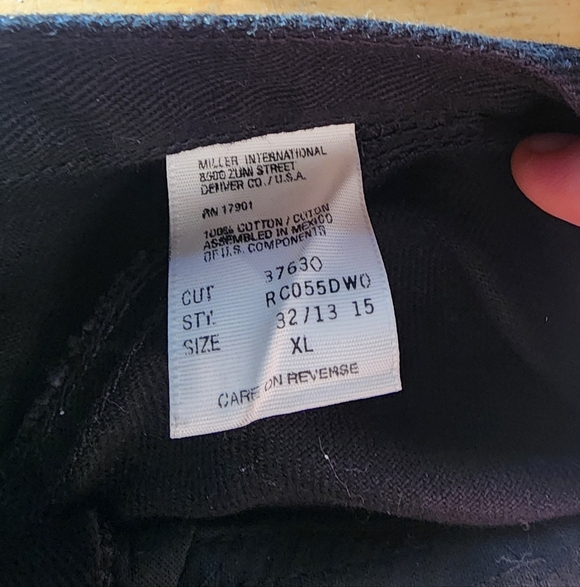 MILLER INTERNATIONAL
8500 ZUNI STREET
DENVER CO./U.S.A.
RN 17901
100% COTTON / COTON
ASSEMBLED IN MEXICO
OF U.S. COMPONENTS
37630
CUT RC055DW0
STY. 32/13 15
SIZE XL
CARE ON REVERSE